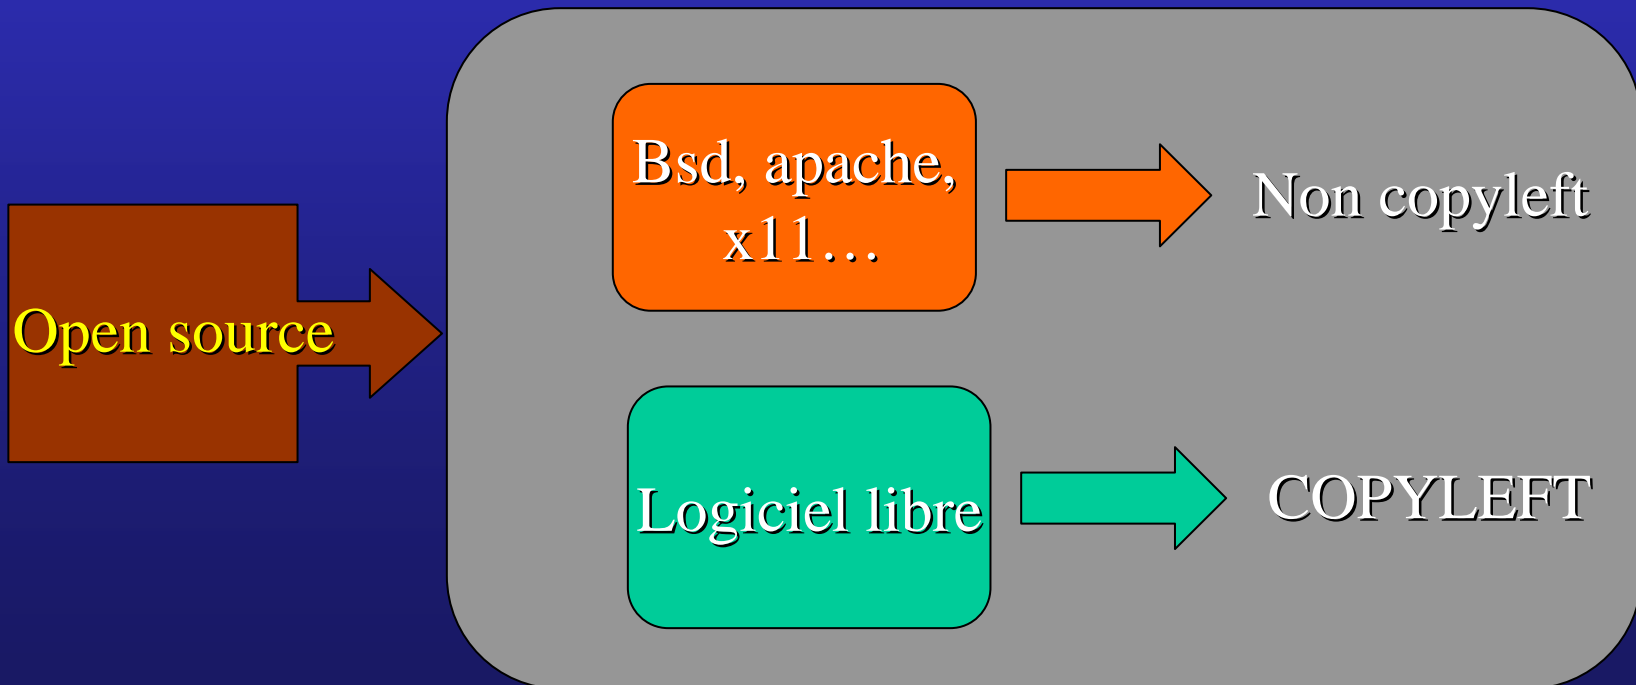 Open source
Bsd, apache,
x11…
Non copyleft
Logiciel libre
COPYLEFT